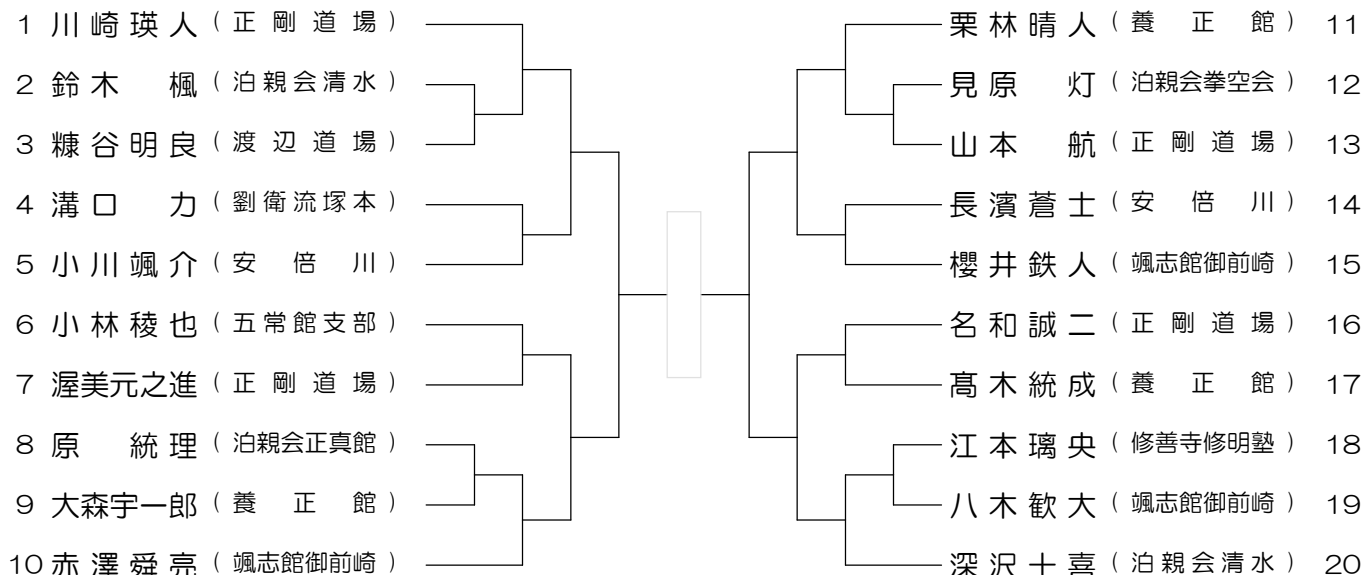 1 川崎瑛人（正剛道場）
2 鈴木　楓（泊親会清水）
3 糠谷明良（渡辺道場）
4 溝口　力（劉衛流塚本）
5 小川颯介（安倍川）
6 小林稜也（五常館支部）
7 渥美元之進（正剛道場）
8 原　統理（泊親会正真館）
9 大森宇一郎（養正館）
10 赤澤舜亮（颯志館御前崎）
栗林晴人（養正館） 11
見原　灯（泊親会拳空会） 12
山本　航（正剛道場） 13
長濱蒼士（安倍川） 14
櫻井鉄人（颯志館御前崎） 15
名和誠二（正剛道場） 16
髙木統成（養正館） 17
江本璃央（修善寺修明塾） 18
八木歓大（颯志館御前崎） 19
深沢十喜（泊親会清水） 20